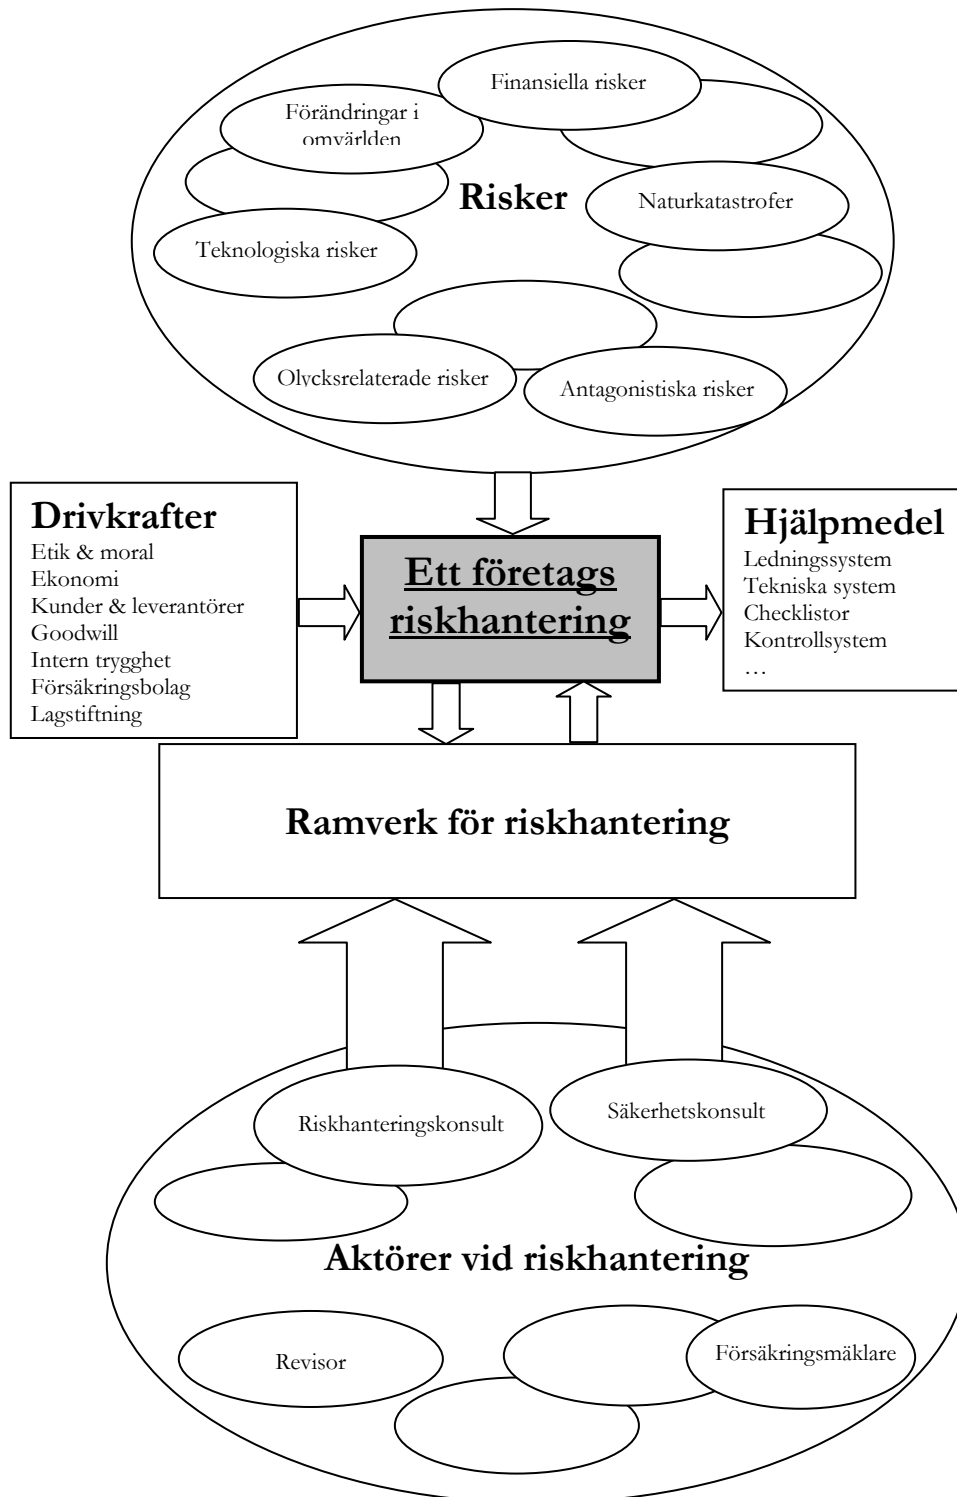 Finansiella risker
Förändringar i
omvärlden
Risker
Naturkatastrofer
Teknologiska risker
Olycksrelaterade risker
Antagonistiska risker
Drivkrafter
Etik & moral
Ekonomi
Kunder & leverantörer
Goodwill
Intern trygghet
Försäkringsbolag
Lagstiftning
Ett företags
riskhantering
Hjälpmedel
Ledningssystem
Tekniska system
Checklistor
Kontrollsystem
…
Ramverk för riskhantering
Riskhanteringskonsult
Säkerhetskonsult
Aktörer vid riskhantering
Revisor
Försäkringsmäklare